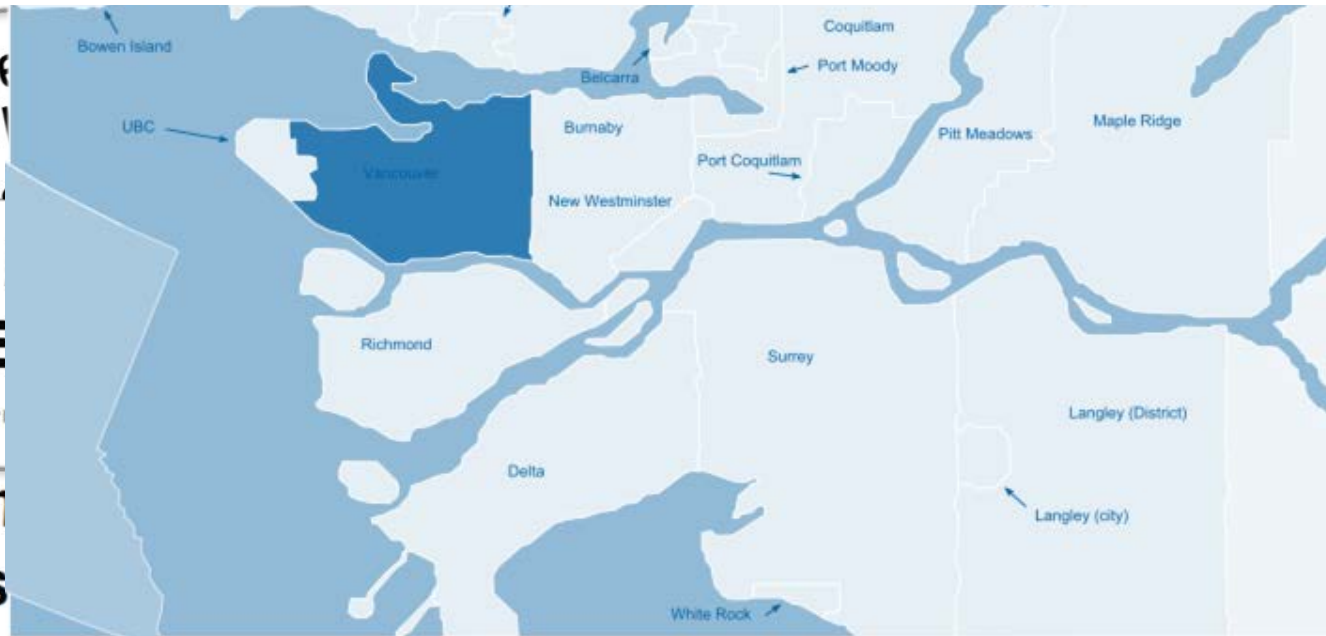 Coquitlam
Bowen Island
Port Moody
Belcarra
Maple Ridge
UBC
Burnaby
Pitt Meadows
Port Coquitlam
Vancouver
New Westminster
Richmond
Surrey
Langley (District)
Delta
Langley (city)
White Rock